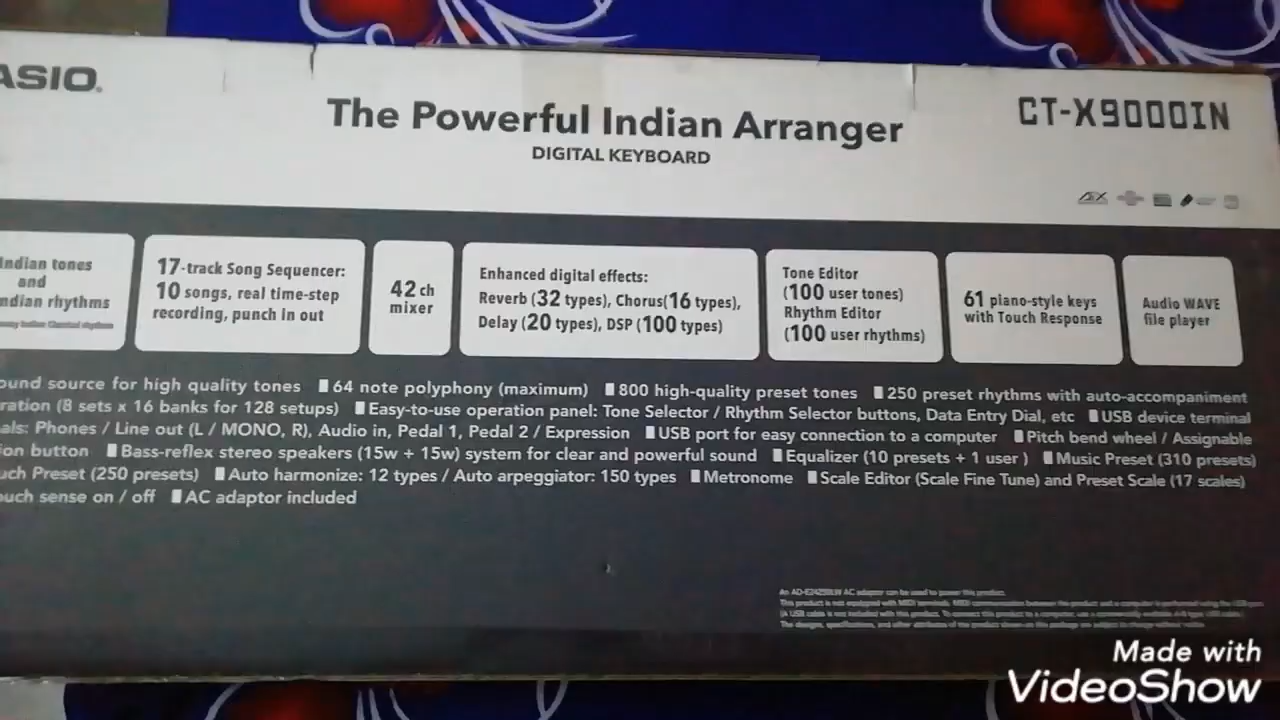 ASIO.
The Powerful Indian Arranger
DIGITAL KEYBOARD
CT-X9000IN
Indian tones
and
ndian rhythms
17-track Song Sequencer:
10 songs, real time-step
recording, punch in out
42 ch
mixer
Enhanced digital effects:
Reverb (32 types), Chorus(16 types),
Delay (20 types), DSP (100 types)
Tone Editor
(100 user tones)
Rhythm Editor
(100 user rhythms)
61 piano-style keys
with Touch Response
Audio WAVE
file player
ound source for high quality tones ▮64 note polyphony (maximum) ▮800 high-quality preset tones ▮250 preset rhythms with auto-accompaniment
ration (8 sets x 16 banks for 128 setups) ▮Easy-to-use operation panel: Tone Selector / Rhythm Selector buttons, Data Entry Dial, etc ▮USB device terminal
als: Phones / Line out (L / MONO, R), Audio in, Pedal 1, Pedal 2 / Expression ▮USB port for easy connection to a computer ▮Pitch bend wheel / Assignable
ion button ▮Bass-reflex stereo speakers (15w + 15w) system for clear and powerful sound ▮Equalizer (10 presets + 1 user ) ▮Music Preset (310 presets)
uch Preset (250 presets) ▮Auto harmonize: 12 types / Auto arpeggiator: 150 types ▮Metronome ▮Scale Editor (Scale Fine Tune) and Preset Scale (17 scales)
ouch sense on / off ▮AC adaptor included
AC adaptor can be used to power this product.
Made with
VideoShow